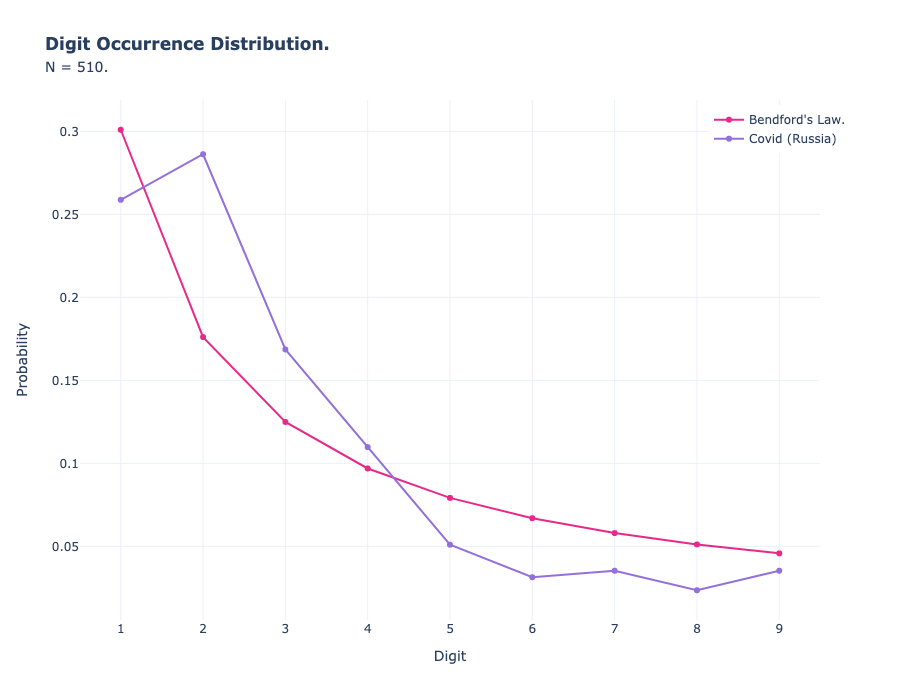 Digit Occurrence Distribution.
N = 510.
Bendford's Law.
Covid (Russia)
0.3
0.25
0.2
0.15
0.1
0.05
Probability
1 2 3 4 5 6 7 8 9
Digit